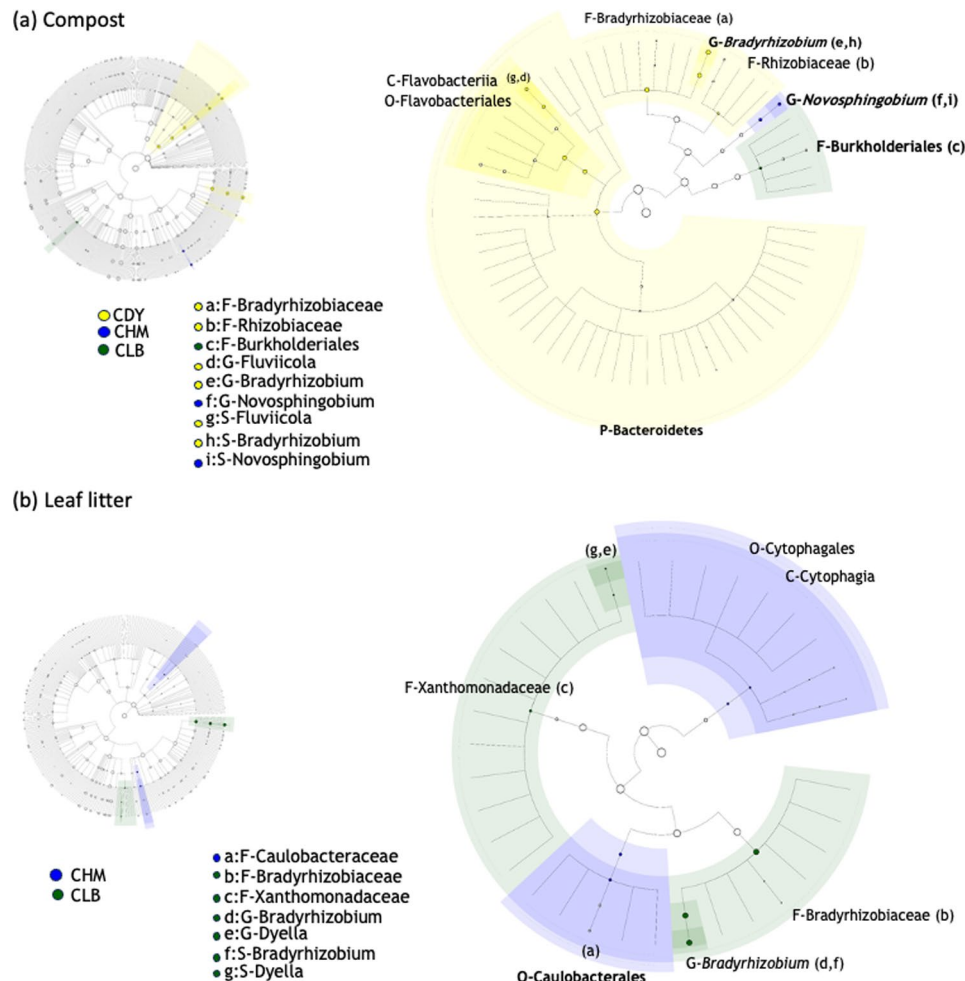 (a) Compost
F-Bradyrhizobiaceae (a)
G-Bradyrhizobium (e,h)
F-Rhizobiaceae (b)
C-Flavobacteriia (g,d)
O-Flavobacteriales
G-Novosphingobium (f,i)
F-Burkholderiales (c)
P-Bacteroidetes
CDY
CHM
CLB
a:F-Bradyrhizobiaceae
b:F-Rhizobiaceae
c:F-Burkholderiales
d:G-Fluviicola
e:G-Bradyrhizobium
f:G-Novosphingobium
g:S-Fluviicola
h:S-Bradyrhizobium
i:S-Novosphingobium
(b) Leaf litter
(g,e)
O-Cytophagales
C-Cytophagia
F-Xanthomonadaceae (c)
F-Bradyrhizobiaceae (b)
(a)
G-Bradyrhizobium (d,f)
O-Caulobacterales
CHM
CLB
a:F-Caulobacteraceae
b:F-Bradyrhizobiaceae
c:F-Xanthomonadaceae
d:G-Bradyrhizobium
e:G-Dyella
f:S-Bradyrhizobium
g:S-Dyella